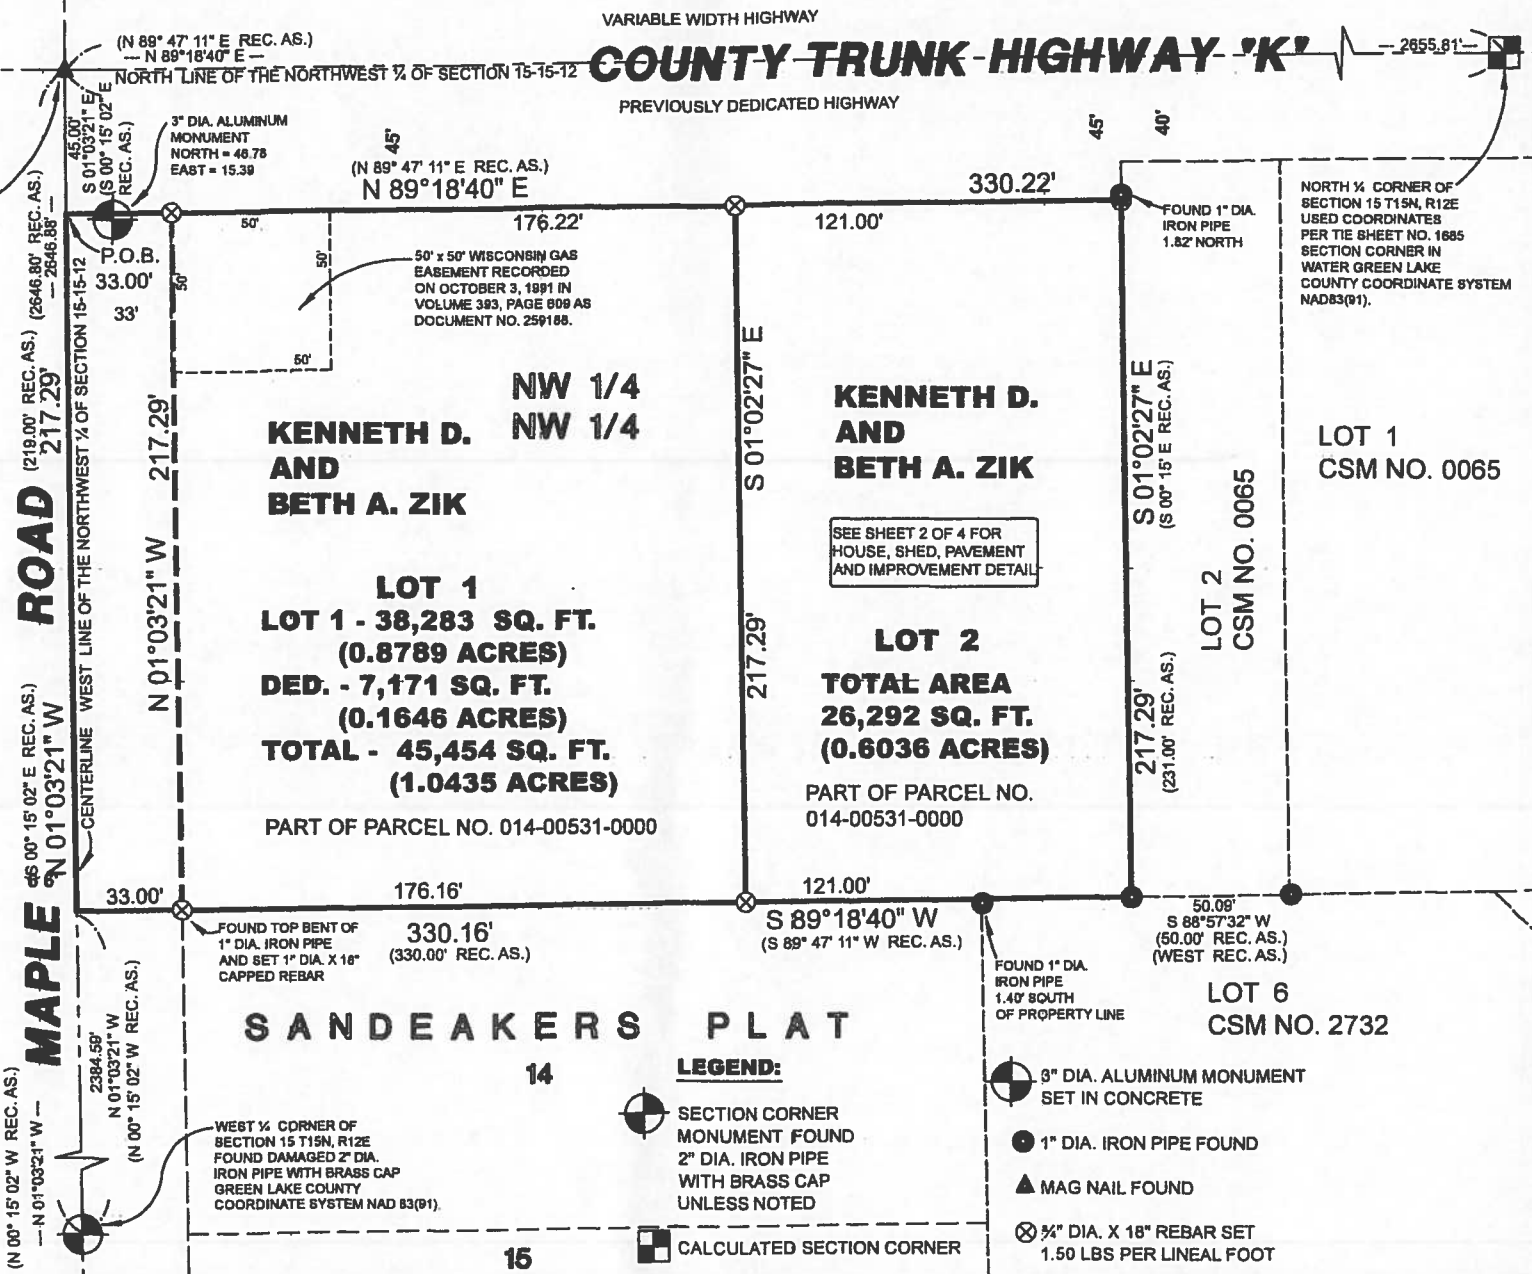 VARIABLE WIDTH HIGHWAY
COUNTY TRUNK HIGHWAY "K"
PREVIOUSLY DEDICATED HIGHWAY
(N 89° 47' 11" E REC. AS.)
N 89°18'40" E
NORTH LINE OF THE NORTHWEST ¼ OF SECTION 15-15-12
2655.81'
45.00'
S 01°03'21" E
(S 00° 15' 02" E
REC. AS.)
3" DIA. ALUMINUM
MONUMENT
NORTH = 46.78
EAST = 15.39
45'
(N 89° 47' 11" E REC. AS.)
N 89°18'40" E
330.22'
45'
40'
176.22'
121.00'
FOUND 1" DIA.
IRON PIPE
1.82' NORTH
NORTH ¼ CORNER OF
SECTION 15 T15N, R12E
USED COORDINATES
PER TIE SHEET NO. 1685
SECTION CORNER IN
WATER GREEN LAKE
COUNTY COORDINATE SYSTEM
NAD83(91).
P.O.B.
33.00'
33'
50'
50'
50'
50'
50' x 50' WISCONSIN GAS
EASEMENT RECORDED
ON OCTOBER 3, 1991 IN
VOLUME 393, PAGE 609 AS
DOCUMENT NO. 259188.
(2646.80' REC. AS.)
2646.88'
(219.00' REC. AS.)
217.29'
CENTERLINE WEST LINE OF THE NORTHWEST ¼ OF SECTION 15-15-12
N 01°03'21" W 217.29'
NW 1/4
NW 1/4
KENNETH D.
AND
BETH A. ZIK
LOT 1
LOT 1 - 38,283 SQ. FT.
(0.8789 ACRES)
DED. - 7,171 SQ. FT.
(0.1646 ACRES)
TOTAL - 45,454 SQ. FT.
(1.0435 ACRES)
PART OF PARCEL NO. 014-00531-0000
S 01°02'27" E
217.29'
KENNETH D.
AND
BETH A. ZIK
SEE SHEET 2 OF 4 FOR
HOUSE, SHED, PAVEMENT
AND IMPROVEMENT DETAIL
LOT 2
TOTAL AREA
26,292 SQ. FT.
(0.6036 ACRES)
PART OF PARCEL NO.
014-00531-0000
S 01°02'27" E
(S 00° 15' E REC. AS.)
217.29'
(231.00' REC. AS.)
LOT 2
CSM NO. 0065
LOT 1
CSM NO. 0065
MAPLE ROAD
(S 00° 15' 02" E REC. AS.)
N 01°03'21" W
33.00'
176.16'
121.00'
330.16'
(330.00' REC. AS.)
S 89°18'40" W
(S 89° 47' 11" W REC. AS.)
50.09'
S 88°57'32" W
(50.00' REC. AS.)
(WEST REC. AS.)
FOUND TOP BENT OF
1" DIA. IRON PIPE
AND SET 1" DIA. X 18"
CAPPED REBAR
FOUND 1" DIA.
IRON PIPE
1.40' SOUTH
OF PROPERTY LINE
LOT 6
CSM NO. 2732
2384.59'
N 01°03'21" W
(N 00° 15' 02" W REC. AS.)
(N 00° 15' 02" W REC. AS.)
N 01°03'21" W
SANDEAKERS PLAT
14
WEST ¼ CORNER OF
SECTION 15 T15N, R12E
FOUND DAMAGED 2" DIA.
IRON PIPE WITH BRASS CAP
GREEN LAKE COUNTY
COORDINATE SYSTEM NAD 83(91).
15
LEGEND:
SECTION CORNER
MONUMENT FOUND
2" DIA. IRON PIPE
WITH BRASS CAP
UNLESS NOTED
CALCULATED SECTION CORNER
3" DIA. ALUMINUM MONUMENT
SET IN CONCRETE
1" DIA. IRON PIPE FOUND
MAG NAIL FOUND
¾" DIA. X 18" REBAR SET
1.50 LBS PER LINEAL FOOT